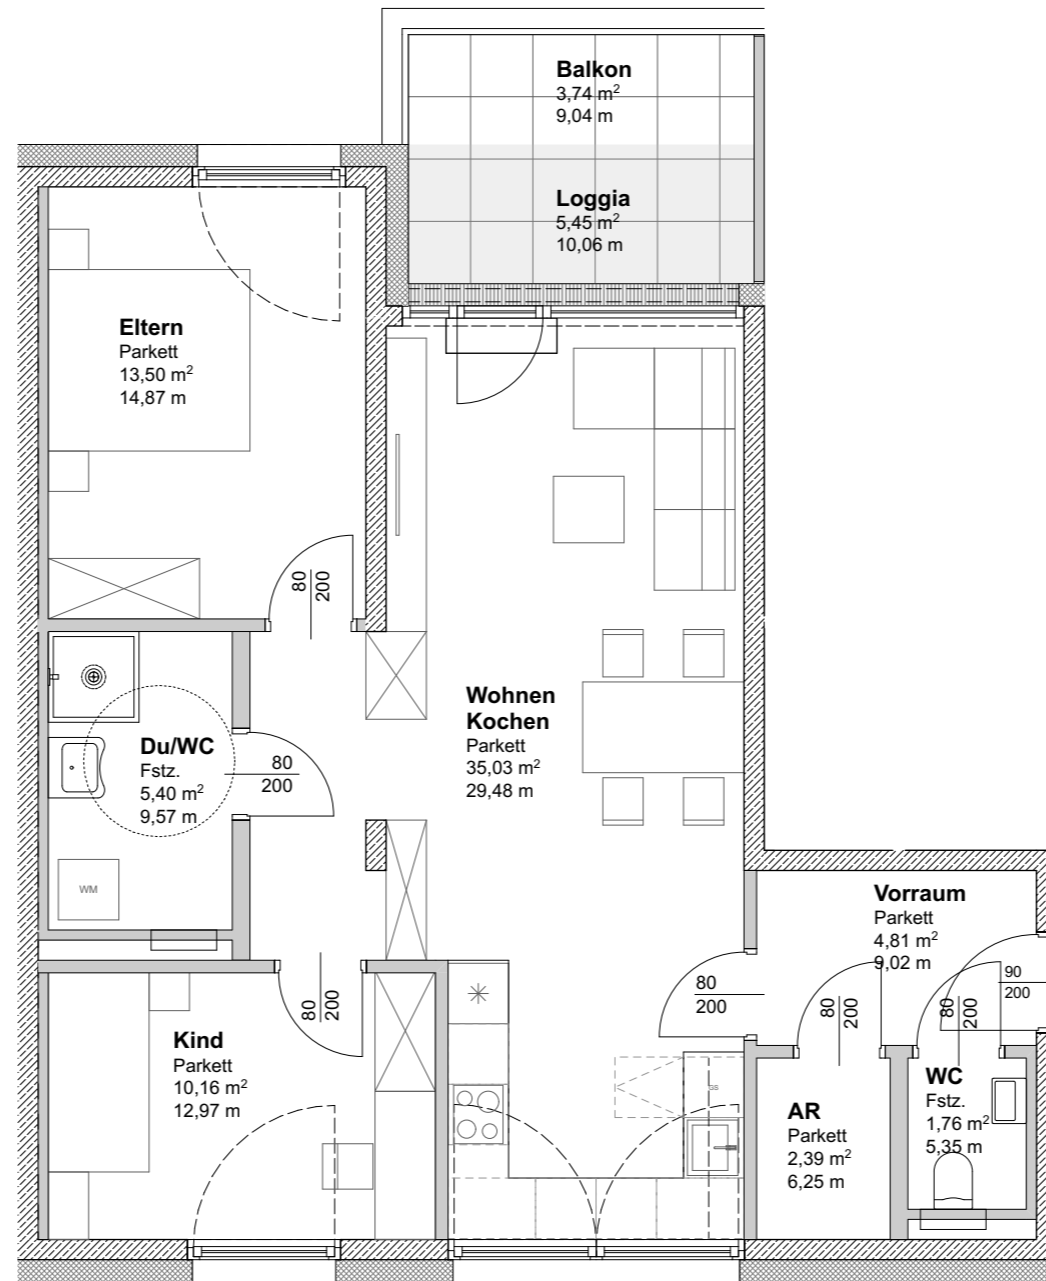 Balkon
3,74 m²
9,04 m
Loggia
5,45 m²
10,06 m
Eltern
Parkett
13,50 m²
14,87 m
80
200
Wohnen
Kochen
Parkett
35,03 m²
29,48 m
Du/WC
Fstz.
5,40 m²
9,57 m
80
200
WM
Vorraum
Parkett
4,81 m²
9,02 m
80
200
80
200
80
200
90
200
80
200
Kind
Parkett
10,16 m²
12,97 m
GS
AR
Parkett
2,39 m²
6,25 m
WC
Fstz.
1,76 m²
5,35 m